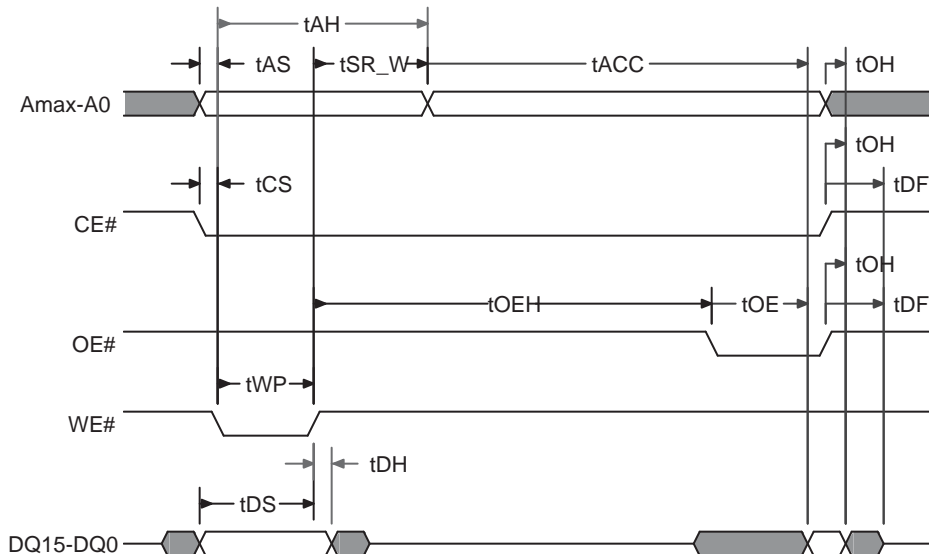 tAH
tAS tSR_W tACC tOH
Amax-A0
tOH
tCS tDF
CE#
tOH
tOEH tOE tDF
OE#
tWP
WE#
tDH
tDS
DQ15-DQ0